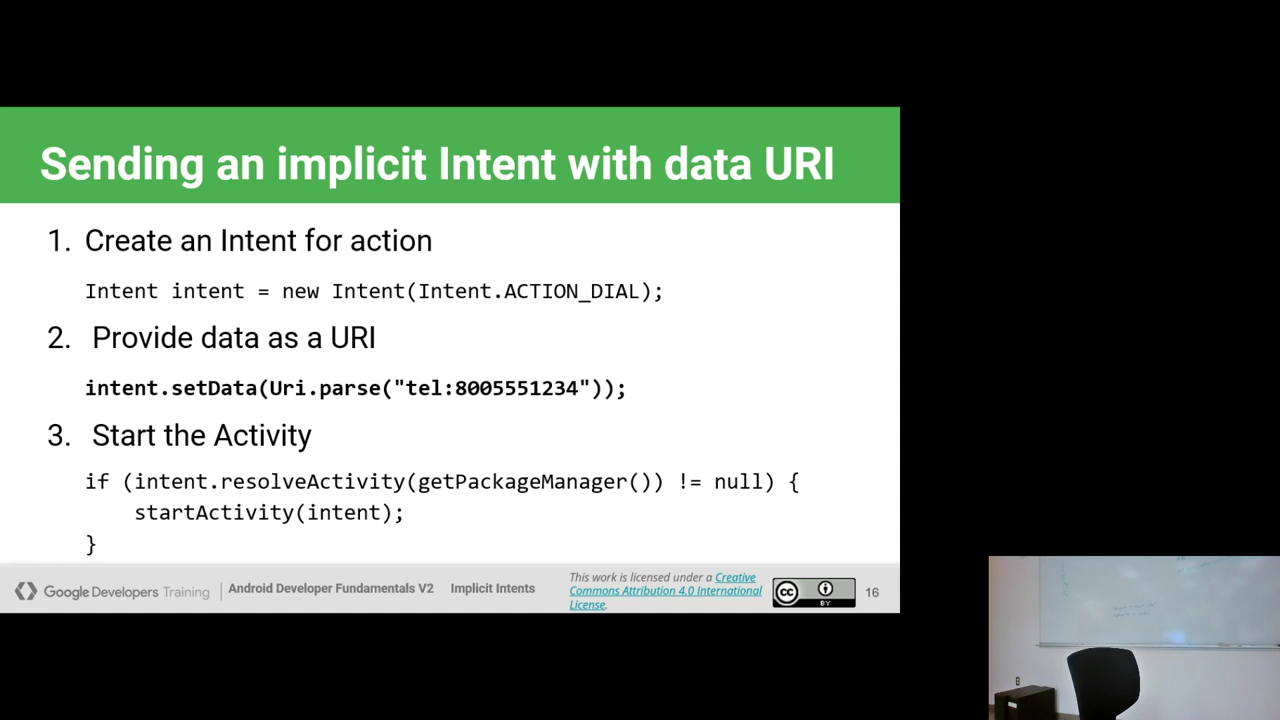 Sending an implicit Intent with data URI
1. Create an Intent for action
Intent intent = new Intent(Intent.ACTION_DIAL);
2. Provide data as a URI
intent.setData(Uri.parse("tel:8005551234"));
3. Start the Activity
if (intent.resolveActivity(getPackageManager()) != null) {
startActivity(intent);
}
Google Developers Training
Android Developer Fundamentals V2
Implicit Intents
This work is licensed under a Creative
Commons Attribution 4.0 International
License.
cc
BY
16